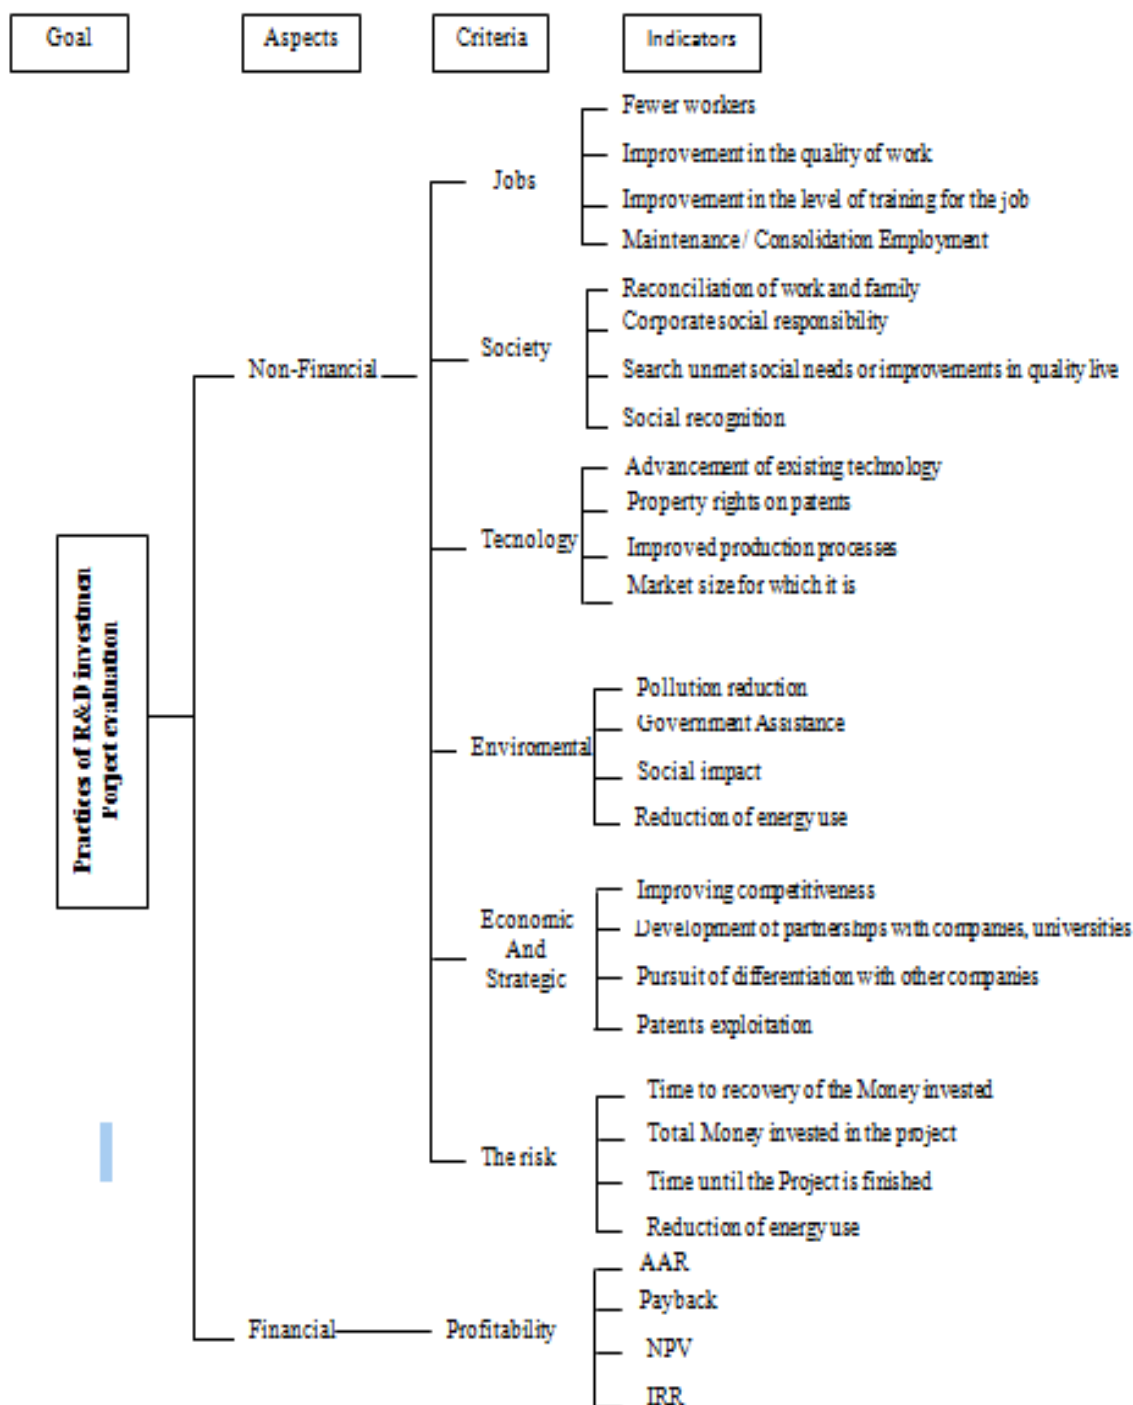 Goal
Aspects
Criteria
Indicators
Fewer workers
Improvement in the quality of work
Jobs
Improvement in the level of training for the job
Maintenance / Consolidation Employment
Reconciliation of work and family
Corporate social responsibility
Society
Non-Financial
Search unmet social needs or improvements in quality live
Social recognition
Advancement of existing technology
Property rights on patents
Tecnology
Improved production processes
Market size for which it is
Practices of R&D investmen
Porject evaluation
Pollution reduction
Government Assistance
Enviromental
Social impact
Reduction of energy use
Improving competitiveness
Development of partnerships with companies, universities
Economic
And
Strategic
Pursuit of differentiation with other companies
Patents exploitation
Time to recovery of the Money invested
Total Money invested in the project
The risk
Time until the Project is finished
Reduction of energy use
AAR
Payback
Financial
Profitability
NPV
IRR